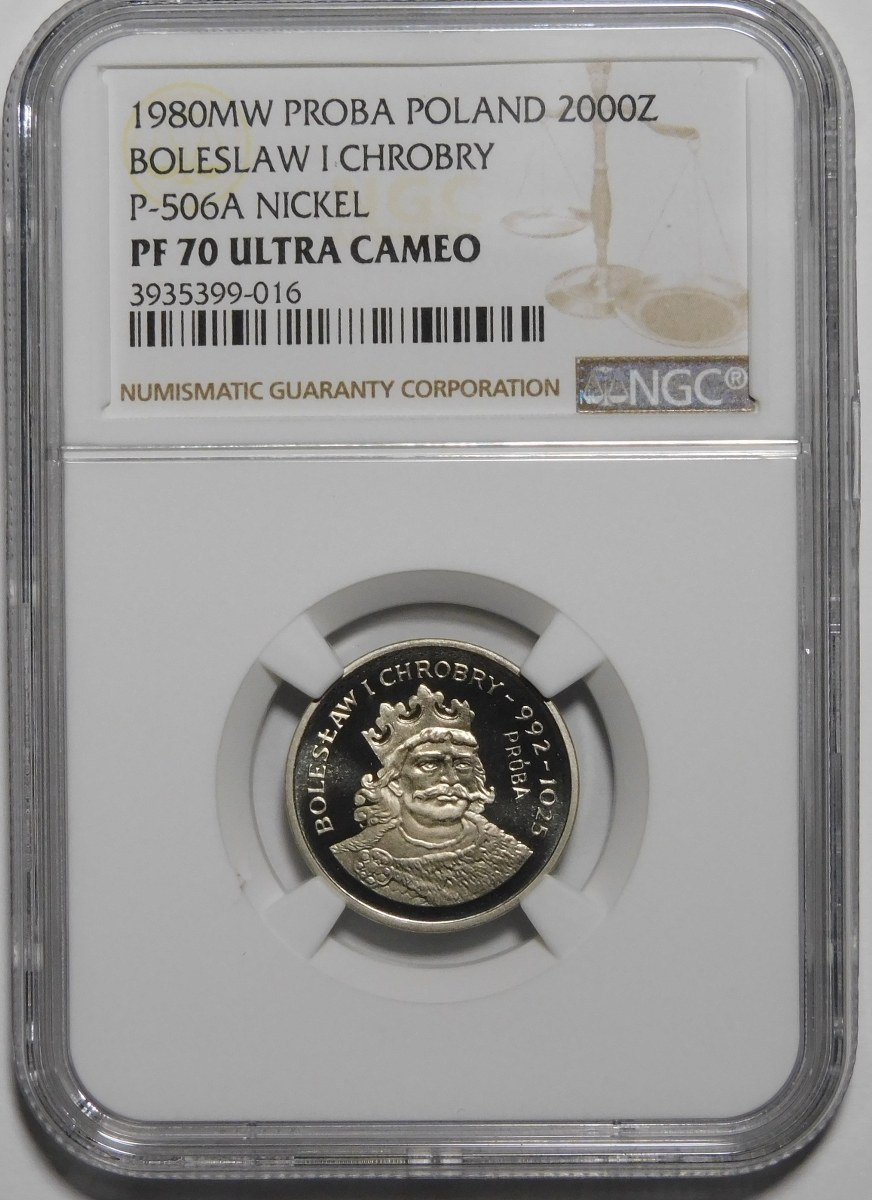 1980MW PROBA POLAND 2000Z
BOLESLAW I CHROBRY
P-506A NICKEL
PF 70 ULTRA CAMEO
3935399-016
NUMISMATIC GUARANTY CORPORATION
NGC®
NGC
BOLESŁAW I CHROBRY - 992-1025
PRÓBA